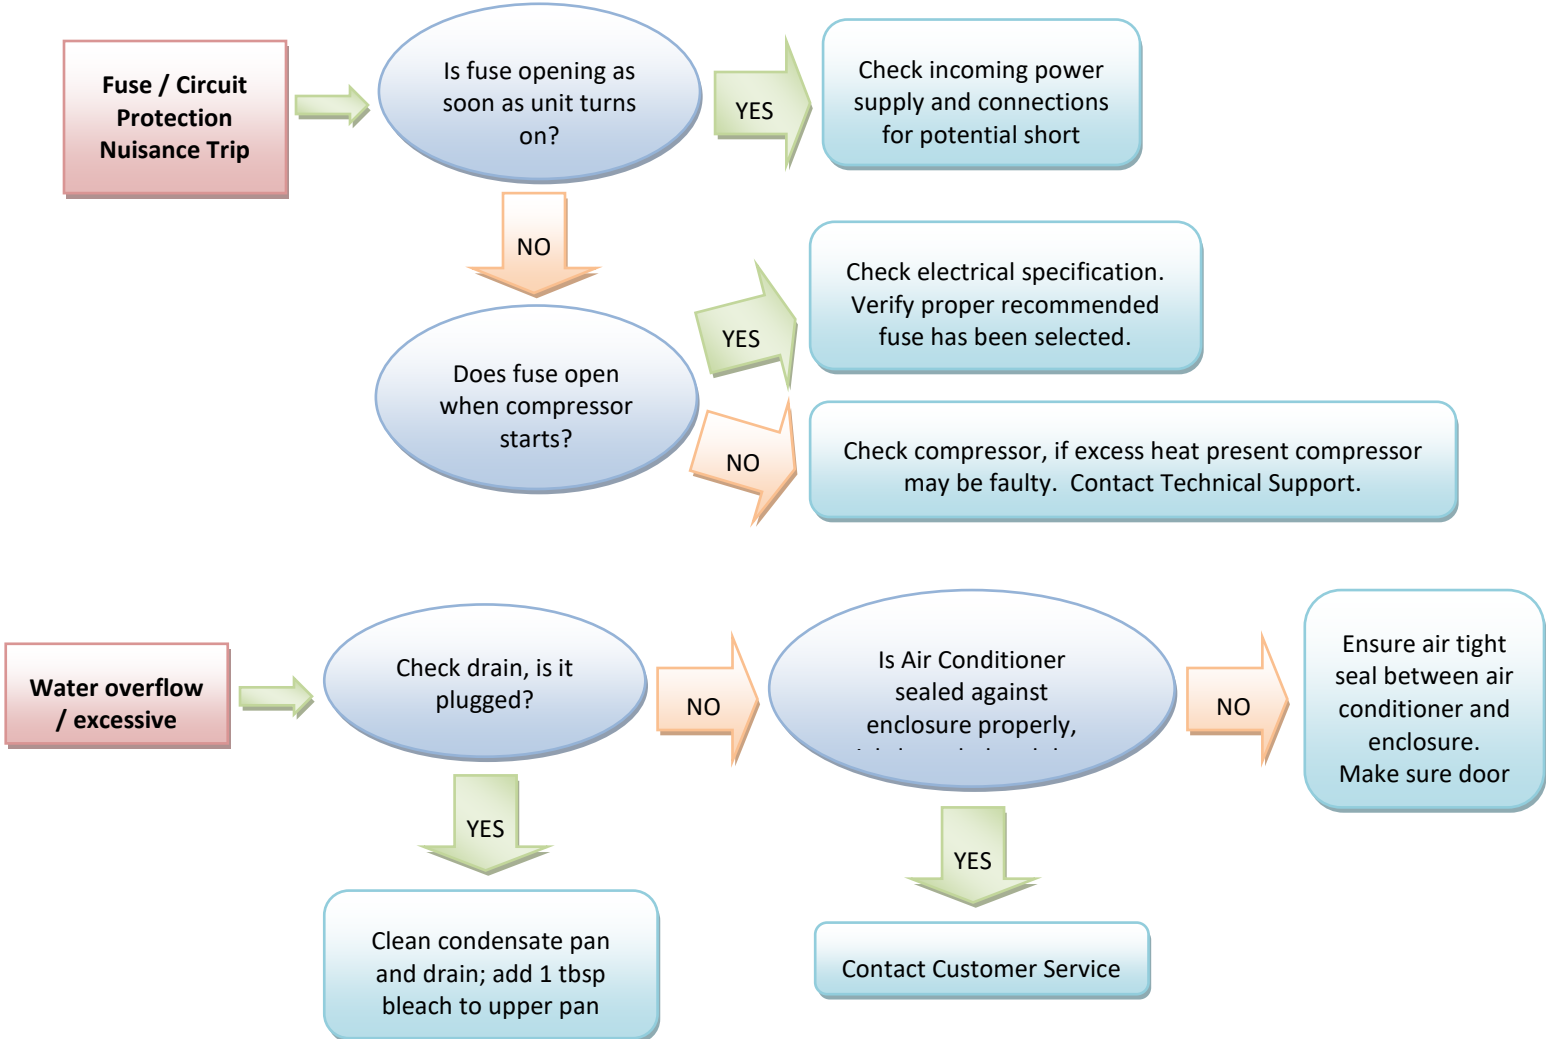 Fuse / Circuit
Protection
Nuisance Trip
Is fuse opening as
soon as unit turns
on?
YES
Check incoming power
supply and connections
for potential short
NO
Does fuse open
when compressor
starts?
YES
Check electrical specification.
Verify proper recommended
fuse has been selected.
NO
Check compressor, if excess heat present compressor
may be faulty.  Contact Technical Support.
Water overflow
/ excessive
Check drain, is it
plugged?
NO
Is Air Conditioner
sealed against
enclosure properly,
NO
Ensure air tight
seal between air
conditioner and
enclosure.
Make sure door
YES
Clean condensate pan
and drain; add 1 tbsp
bleach to upper pan
YES
Contact Customer Service